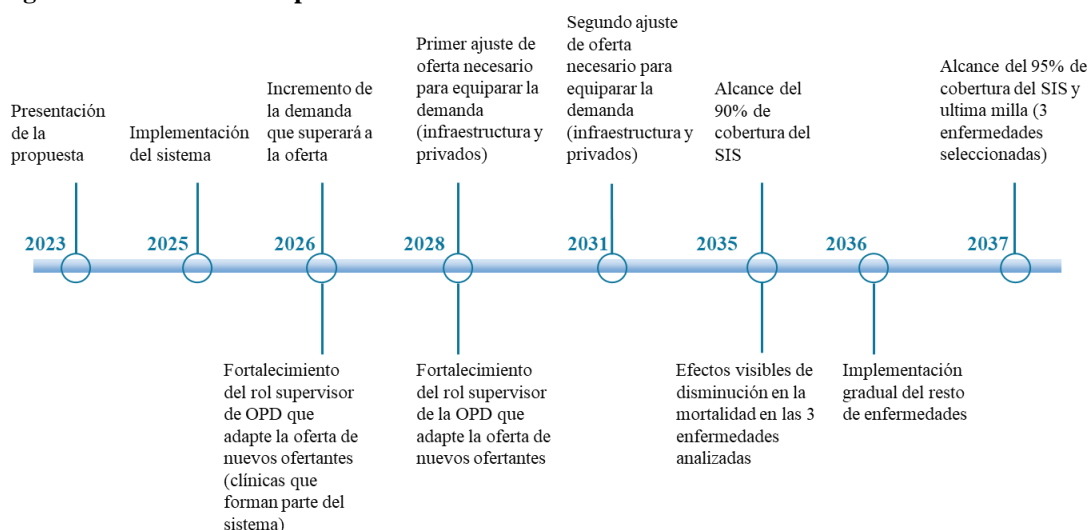 Presentación
de la
propuesta
Implementación
del sistema
Incremento de
la demanda
que superará a
la oferta
Primer ajuste de
oferta necesario
para equiparar la
demanda
(infraestructura y
privados)
Segundo ajuste
de oferta
necesario para
equiparar la
demanda
(infraestructura y
privados)
Alcance del
90% de
cobertura del
SIS
Alcance del 95% de
cobertura del SIS y
ultima milla (3
enfermedades
seleccionadas)
2023
2025
2026
2028
2031
2035
2036
2037
Fortalecimiento
del rol supervisor
de OPD que
adapte la oferta de
nuevos ofertantes
(clínicas que
forman parte del
sistema)
Fortalecimiento
del rol supervisor
de la OPD que
adapte la oferta de
nuevos ofertantes
Efectos visibles de
disminución en la
mortalidad en las 3
enfermedades
analizadas
Implementación
gradual del resto
de enfermedades